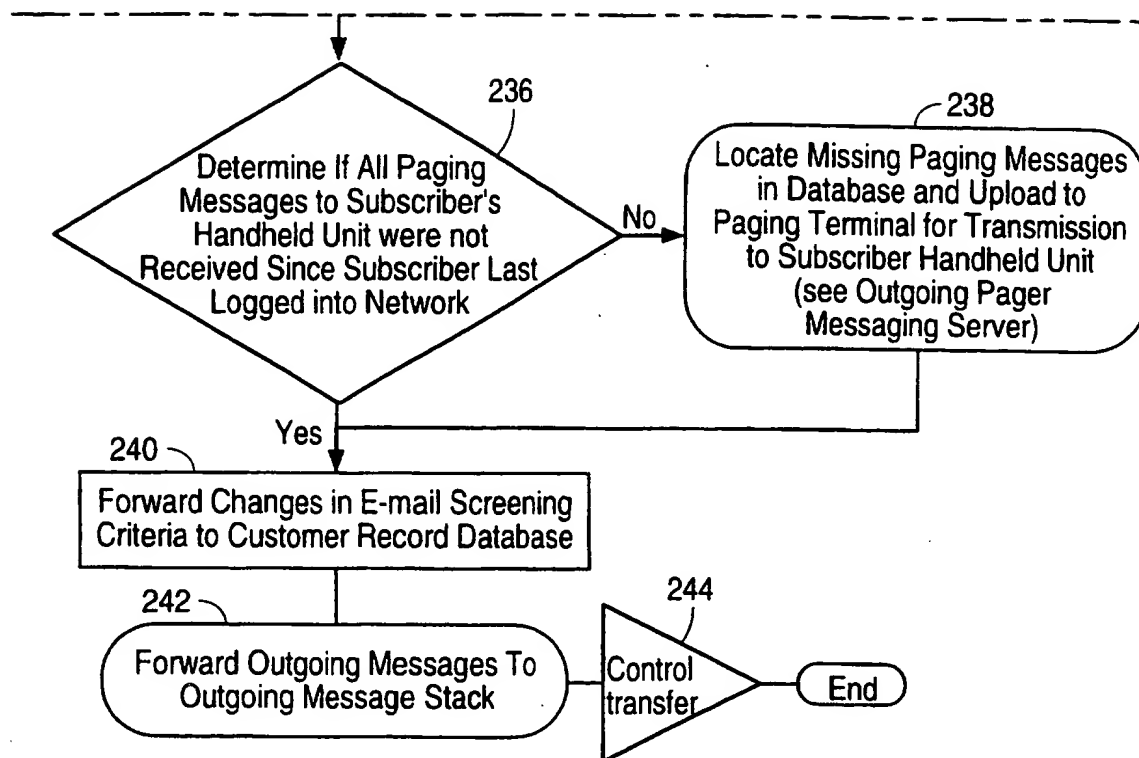 236
Determine If All Paging
Messages to Subscriber's
Handheld Unit were not
Received Since Subscriber Last
Logged into Network
No
238
Locate Missing Paging Messages
in Database and Upload to
Paging Terminal for Transmission
to Subscriber Handheld Unit
(see Outgoing Pager
Messaging Server)
Yes
240
Forward Changes in E-mail Screening
Criteria to Customer Record Database
242
Forward Outgoing Messages To
Outgoing Message Stack
244
Control
transfer
End